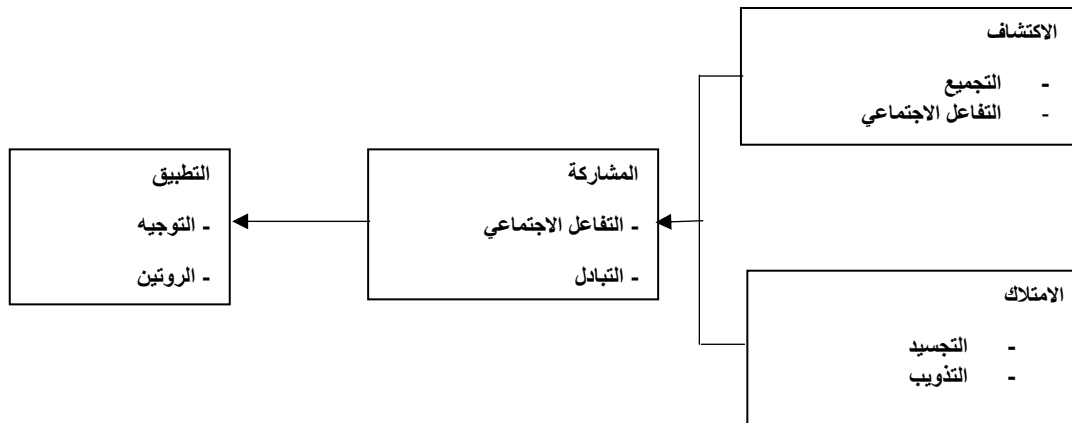 الاكتشاف
- التجميع
- التفاعل الاجتماعي
الامتلاك
- التجسيد
- التذويب
المشاركة
- التفاعل الاجتماعي
- التبادل
التطبيق
- التوجيه
- الروتين